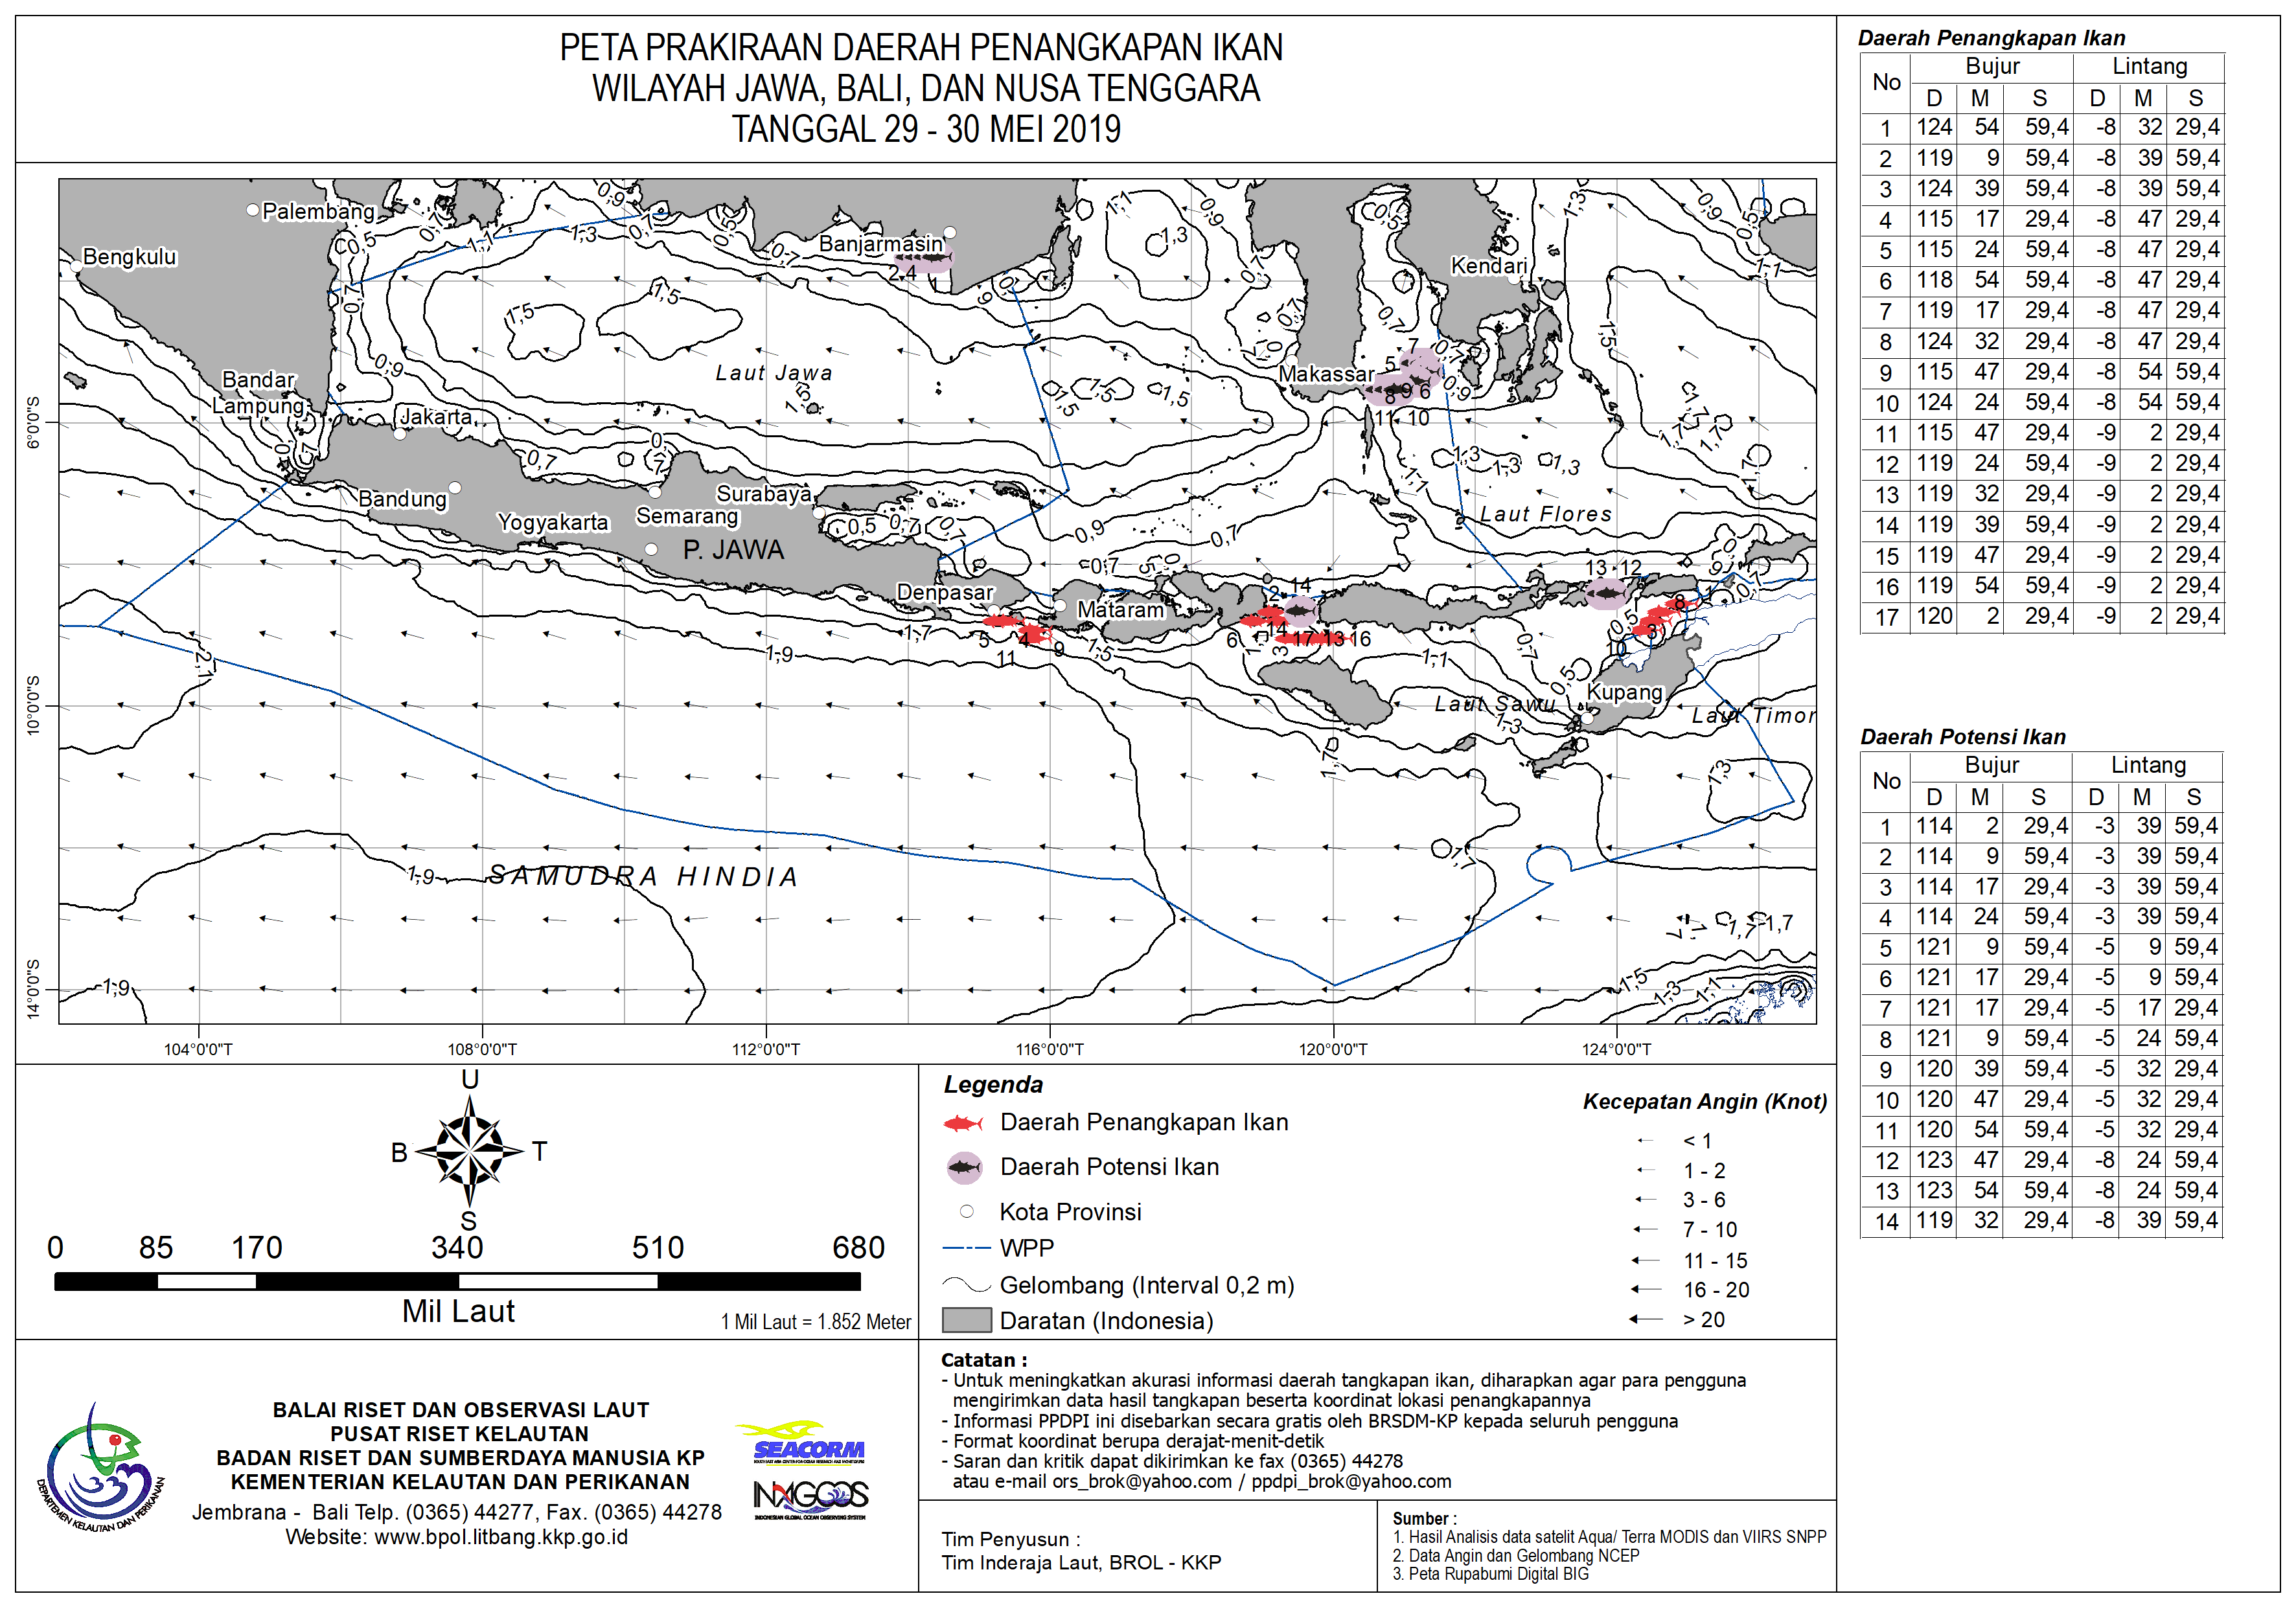 PETA PRAKIRAAN DAERAH PENANGKAPAN IKAN
WILAYAH JAWA, BALI, DAN NUSA TENGGARA
TANGGAL 29 - 30 MEI 2019
Palembang
Bengkulu
Banjarmasin
Kendari
Bandar
Lampung
Jakarta
Laut Jawa
Makassar
Bandung
Surabaya
Semarang
Yogyakarta
P. JAWA
Laut Flores
Denpasar
Mataram
Kupang
Laut Sawu
Laut Timor
SAMUDRA HINDIA
6°0'0"S
10°0'0"S
14°0'0"S
104°0'0"T 108°0'0"T 112°0'0"T 116°0'0"T 120°0'0"T 124°0'0"T
U
B T
S
0 85 170 340 510 680
Mil Laut
1 Mil Laut = 1.852 Meter
Legenda
Daerah Penangkapan Ikan
Daerah Potensi Ikan
Kota Provinsi
WPP
Gelombang (Interval 0,2 m)
Daratan (Indonesia)
Kecepatan Angin (Knot)
< 1
1 - 2
3 - 6
7 - 10
11 - 15
16 - 20
> 20
BALAI RISET DAN OBSERVASI LAUT
PUSAT RISET KELAUTAN
BADAN RISET DAN SUMBERDAYA MANUSIA KP
KEMENTERIAN KELAUTAN DAN PERIKANAN
Jembrana - Bali Telp. (0365) 44277, Fax. (0365) 44278
Website: www.bpol.litbang.kkp.go.id
DEPARTEMEN KELAUTAN DAN PERIKANAN
SEACORM
INAGOOS
INDONESIAN GLOBAL OCEAN OBSERVING SYSTEM
Catatan :
- Untuk meningkatkan akurasi informasi daerah tangkapan ikan, diharapkan agar para pengguna
mengirimkan data hasil tangkapan beserta koordinat lokasi penangkapannya
- Informasi PPDPI ini disebarkan secara gratis oleh BRSDM-KP kepada seluruh pengguna
- Format koordinat berupa derajat-menit-detik
- Saran dan kritik dapat dikirimkan ke fax (0365) 44278
atau e-mail ors_brok@yahoo.com / ppdpi_brok@yahoo.com
Tim Penyusun :
Tim Inderaja Laut, BROL - KKP
Sumber :
1. Hasil Analisis data satelit Aqua/ Terra MODIS dan VIIRS SNPP
2. Data Angin dan Gelombang NCEP
3. Peta Rupabumi Digital BIG
Daerah Penangkapan Ikan
No Bujur Lintang
D M S D M S
1 124 54 59,4 -8 32 29,4
2 119 9 59,4 -8 39 59,4
3 124 39 59,4 -8 39 59,4
4 115 17 29,4 -8 47 29,4
5 115 24 59,4 -8 47 29,4
6 118 54 59,4 -8 47 29,4
7 119 17 29,4 -8 47 29,4
8 124 32 29,4 -8 47 29,4
9 115 47 29,4 -8 54 59,4
10 124 24 59,4 -8 54 59,4
11 115 47 29,4 -9 2 29,4
12 119 24 59,4 -9 2 29,4
13 119 32 29,4 -9 2 29,4
14 119 39 59,4 -9 2 29,4
15 119 47 29,4 -9 2 29,4
16 119 54 59,4 -9 2 29,4
17 120 2 29,4 -9 2 29,4
Daerah Potensi Ikan
No Bujur Lintang
D M S D M S
1 114 2 29,4 -3 39 59,4
2 114 9 59,4 -3 39 59,4
3 114 17 29,4 -3 39 59,4
4 114 24 59,4 -3 39 59,4
5 121 9 59,4 -5 9 59,4
6 121 17 29,4 -5 9 59,4
7 121 17 29,4 -5 17 29,4
8 121 9 59,4 -5 24 59,4
9 120 39 59,4 -5 32 29,4
10 120 47 29,4 -5 32 29,4
11 120 54 59,4 -5 32 29,4
12 123 47 29,4 -8 24 59,4
13 123 54 59,4 -8 24 59,4
14 119 32 29,4 -8 39 59,4